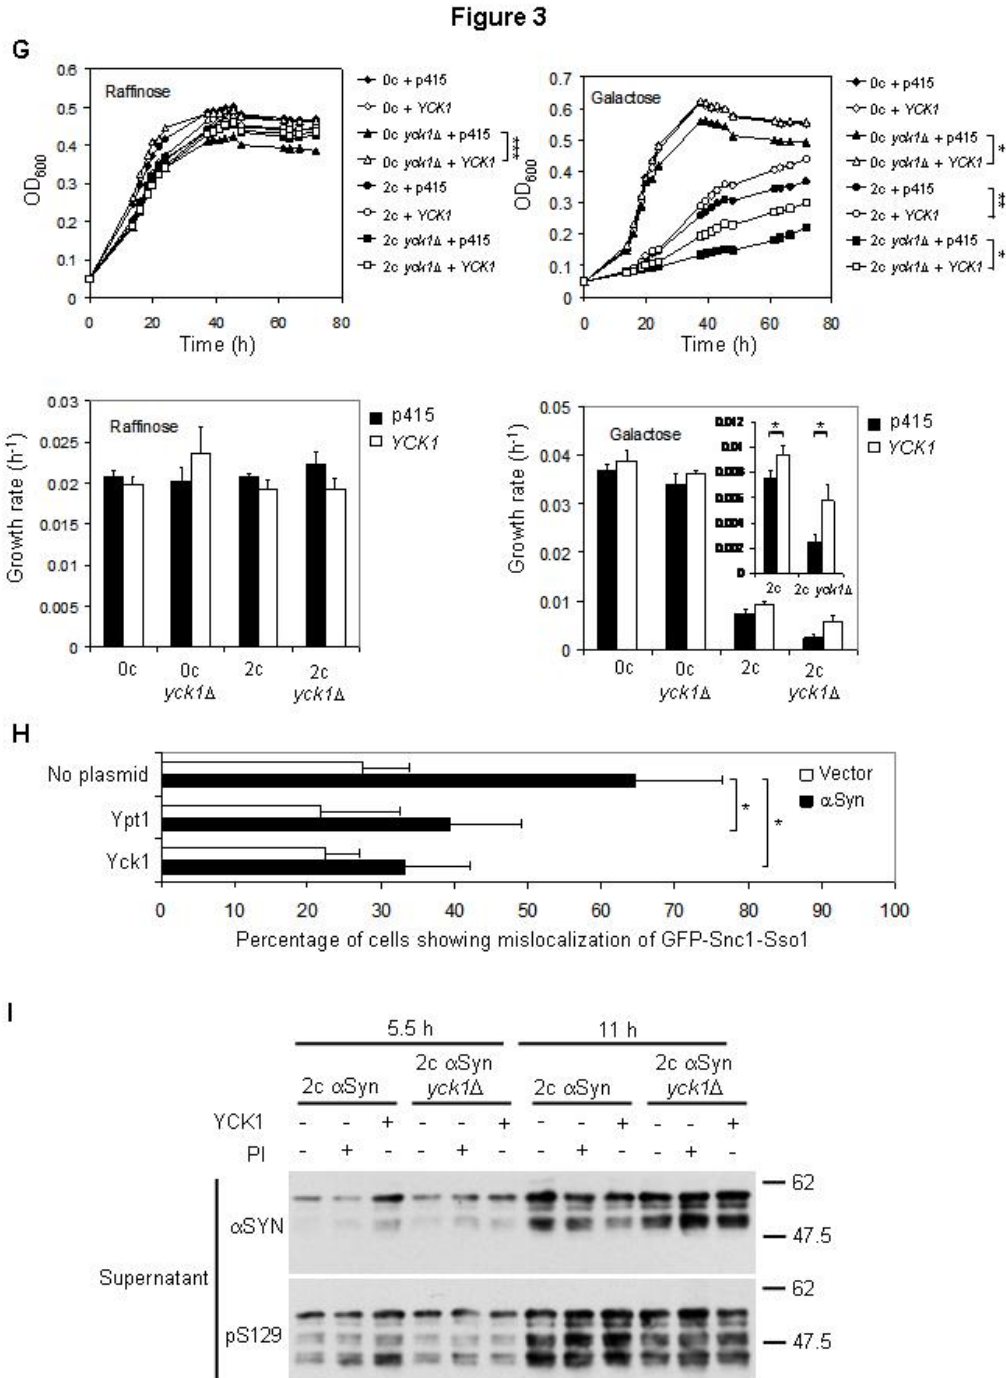 Figure 3
G
Raffinose
OD600
0.6
0.5
0.4
0.3
0.2
0.1
0
0 20 40 60 80
Time (h)
0c + p415
0c + YCK1
0c yck1Δ + p415
0c yck1Δ + YCK1
2c + p415
2c + YCK1
2c yck1Δ + p415
2c yck1Δ + YCK1
***
Galactose
OD600
0.7
0.6
0.5
0.4
0.3
0.2
0.1
0
0 20 40 60 80
Time (h)
0c + p415
0c + YCK1
0c yck1Δ + p415
0c yck1Δ + YCK1
2c + p415
2c + YCK1
2c yck1Δ + p415
2c yck1Δ + YCK1
*
**
*
Raffinose
Growth rate (h-1)
0.03
0.025
0.02
0.015
0.01
0.005
0
0c 0c yck1Δ 2c 2c yck1Δ
p415
YCK1
Galactose
Growth rate (h-1)
0.05
0.04
0.03
0.02
0.01
0
0c 0c yck1Δ 2c 2c yck1Δ
0.012
0.01
0.008
0.006
0.004
0.002
0
* *
2c 2c yck1Δ
p415
YCK1
H
No plasmid
Ypt1
Yck1
Vector
αSyn
* *
0 10 20 30 40 50 60 70 80 90 100
Percentage of cells showing mislocalization of GFP-Snc1-Sso1
I
5.5 h 11 h
2c αSyn 2c αSyn yck1Δ 2c αSyn 2c αSyn yck1Δ
YCK1 - - + - - + - - + - - +
PI - + - - + - - + - - + -
Supernatant
αSYN
62
47.5
pS129
62
47.5